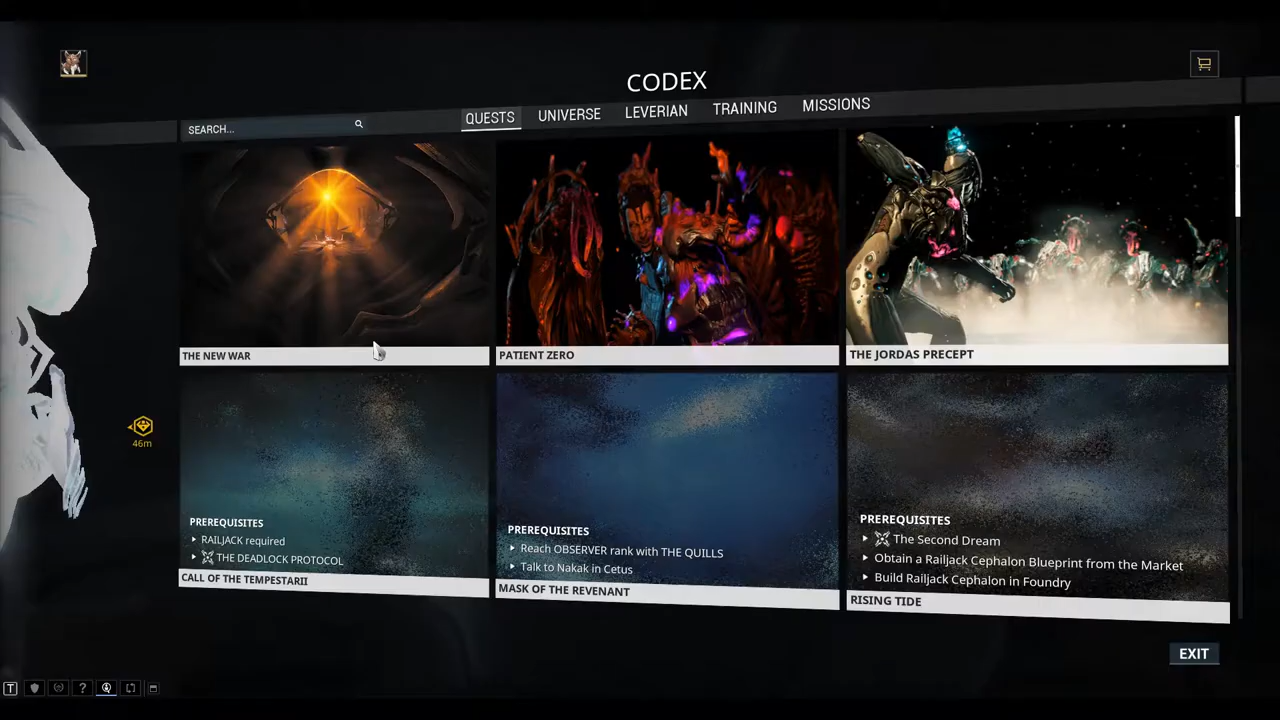 CODEX
SEARCH...
QUESTS
UNIVERSE
LEVERIAN
TRAINING
MISSIONS
THE NEW WAR
PATIENT ZERO
THE JORDAS PRECEPT
46m
PREREQUISITES
RAILJACK required
THE DEADLOCK PROTOCOL
CALL OF THE TEMPESTARII
PREREQUISITES
Reach OBSERVER rank with THE QUILLS
Talk to Nakak in Cetus
MASK OF THE REVENANT
PREREQUISITES
The Second Dream
Obtain a Railjack Cephalon Blueprint from the Market
Build Railjack Cephalon in Foundry
RISING TIDE
EXIT
T
?